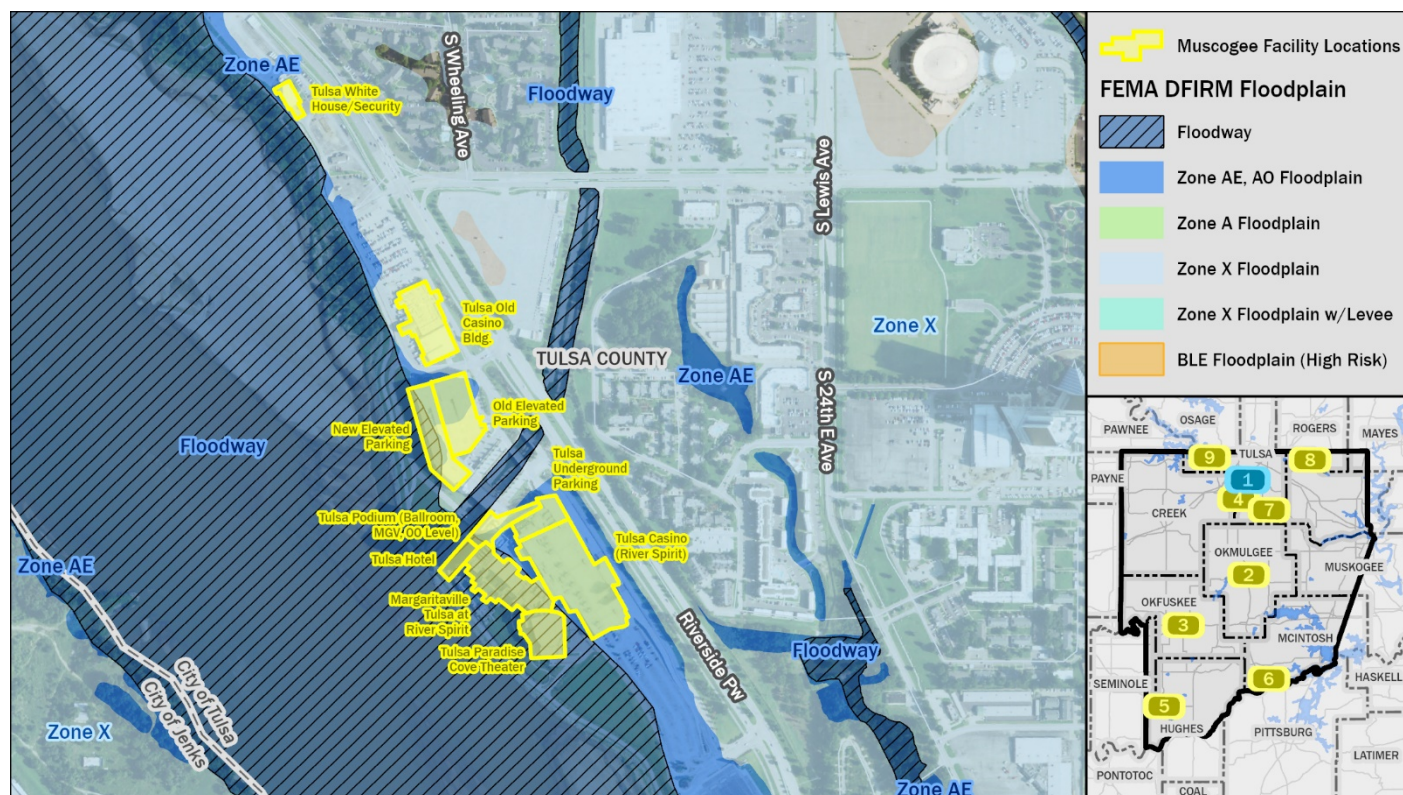 Zone AE
Tulsa White
House/Security
S Wheeling Ave
Floodway
S Lewis Ave
Tulsa Old
Casino
Bldg.
TULSA COUNTY
Zone X
Zone AE
S 24th E Ave
Old Elevated
Parking
New Elevated
Parking
Floodway
Tulsa
Underground
Parking
Tulsa Podium (Ballroom,
MGV, OO Level)
Tulsa Hotel
Tulsa Casino
(River Spirit)
Margaritaville
Tulsa at
River Spirit
Tulsa Paradise
Cove Theater
Zone AE
City of Tulsa
City of Jenks
Zone X
Riverside Pw
Floodway
Zone AE
Muscogee Facility Locations
FEMA DFIRM Floodplain
Floodway
Zone AE, AO Floodplain
Zone A Floodplain
Zone X Floodplain
Zone X Floodplain w/Levee
BLE Floodplain (High Risk)
OSAGE
PAWNEE
ROGERS
MAYES
TULSA
9
8
1
PAYNE
4
7
CREEK
OKMULGEE
2
MUSKOGEE
OKFUSKEE
3
MCINTOSH
SEMINOLE
6
HASKELL
5
HUGHES
PITTSBURG
LATIMER
PONTOTOC
COAL